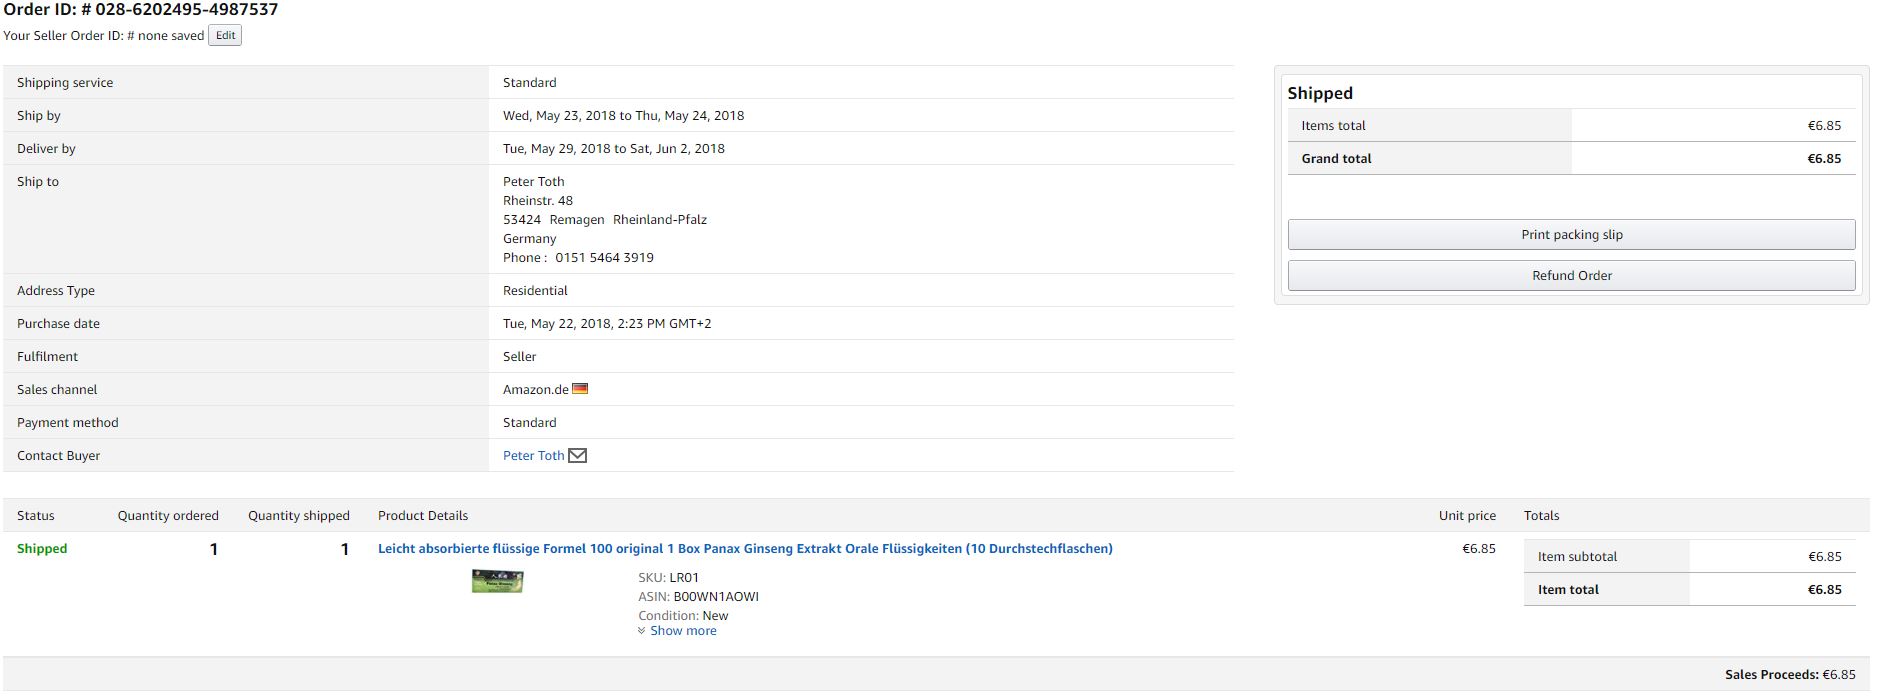 Order ID: # 028-6202495-4987537
Your Seller Order ID: # none saved Edit
Shipping service Standard
Ship by Wed, May 23, 2018 to Thu, May 24, 2018
Deliver by Tue, May 29, 2018 to Sat, Jun 2, 2018
Ship to Peter Toth
Rheinstr. 48
53424 Remagen Rheinland-Pfalz
Germany
Phone : 0151 5464 3919
Address Type Residential
Purchase date Tue, May 22, 2018, 2:23 PM GMT+2
Fulfilment Seller
Sales channel Amazon.de
Payment method Standard
Contact Buyer Peter Toth
Shipped
Items total €6.85
Grand total €6.85
Print packing slip
Refund Order
Status Quantity ordered Quantity shipped Product Details Unit price Totals
Shipped 1 1 Leicht absorbierte flüssige Formel 100 original 1 Box Panax Ginseng Extrakt Orale Flüssigkeiten (10 Durchstechflaschen) €6.85
SKU: LR01
ASIN: B00WN1AOWI
Condition: New
Show more
Item subtotal €6.85
Item total €6.85
Sales Proceeds: €6.85